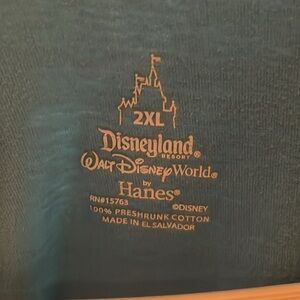 2XL
Disneyland®
RESORT
Walt Disney World®
by
Hanes®
RN#15763 ©DISNEY
100% PRESHRUNK COTTON
MADE IN EL SALVADOR